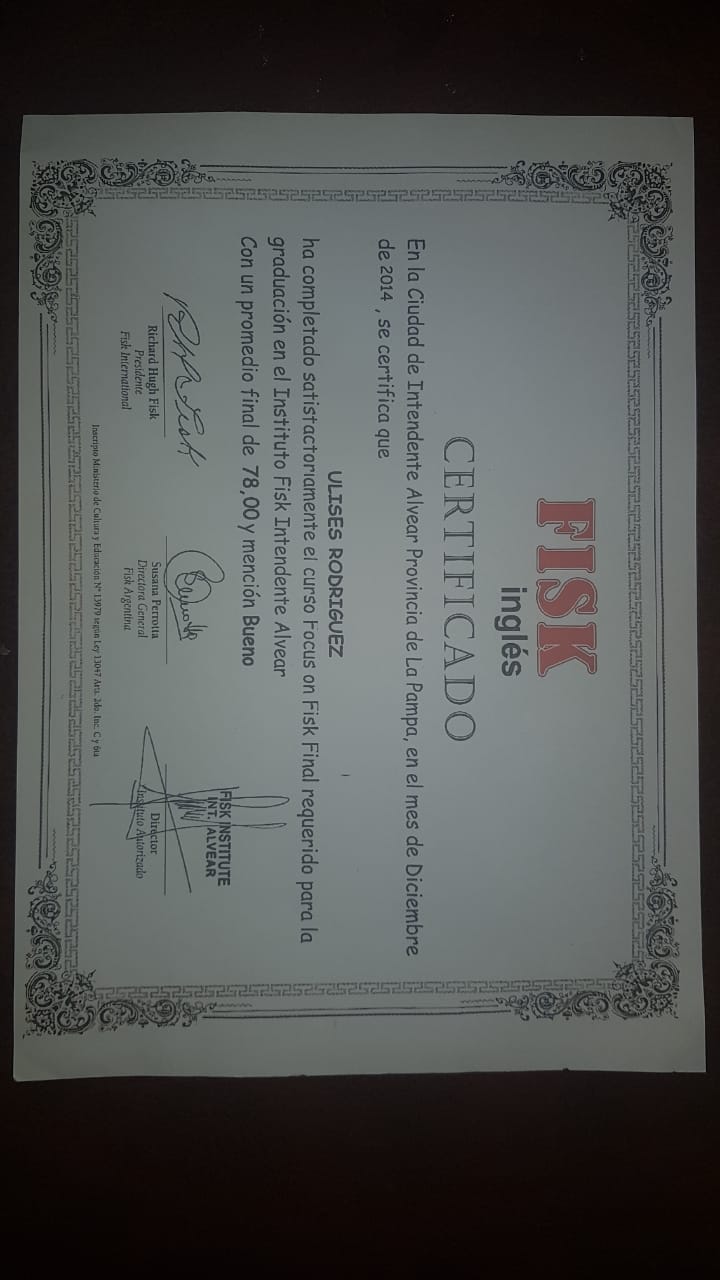 FISK
inglés
CERTIFICADO
En la Ciudad de Intendente Alvear Provincia de La Pampa, en el mes de Diciembre
de 2014 , se certifica que
ULISES RODRIGUEZ
ha completado satisfactoriamente el curso Focus on Fisk Final requerido para la
graduación en el Instituto Fisk Intendente Alvear
Con un promedio final de 78,00 y mención Bueno
RH Fisk
FISK INSTITUTE
INT. ALVEAR
Richard Hugh Fisk
Presidente
Fisk International
Susana Perrotta
Directora General
Fisk Argentina
Director
Instituto Autorizado
Inscripto Ministerio de Cultura y Educación N° 13979 según Ley 13047 Arts. 2do. Inc. C y 6ta